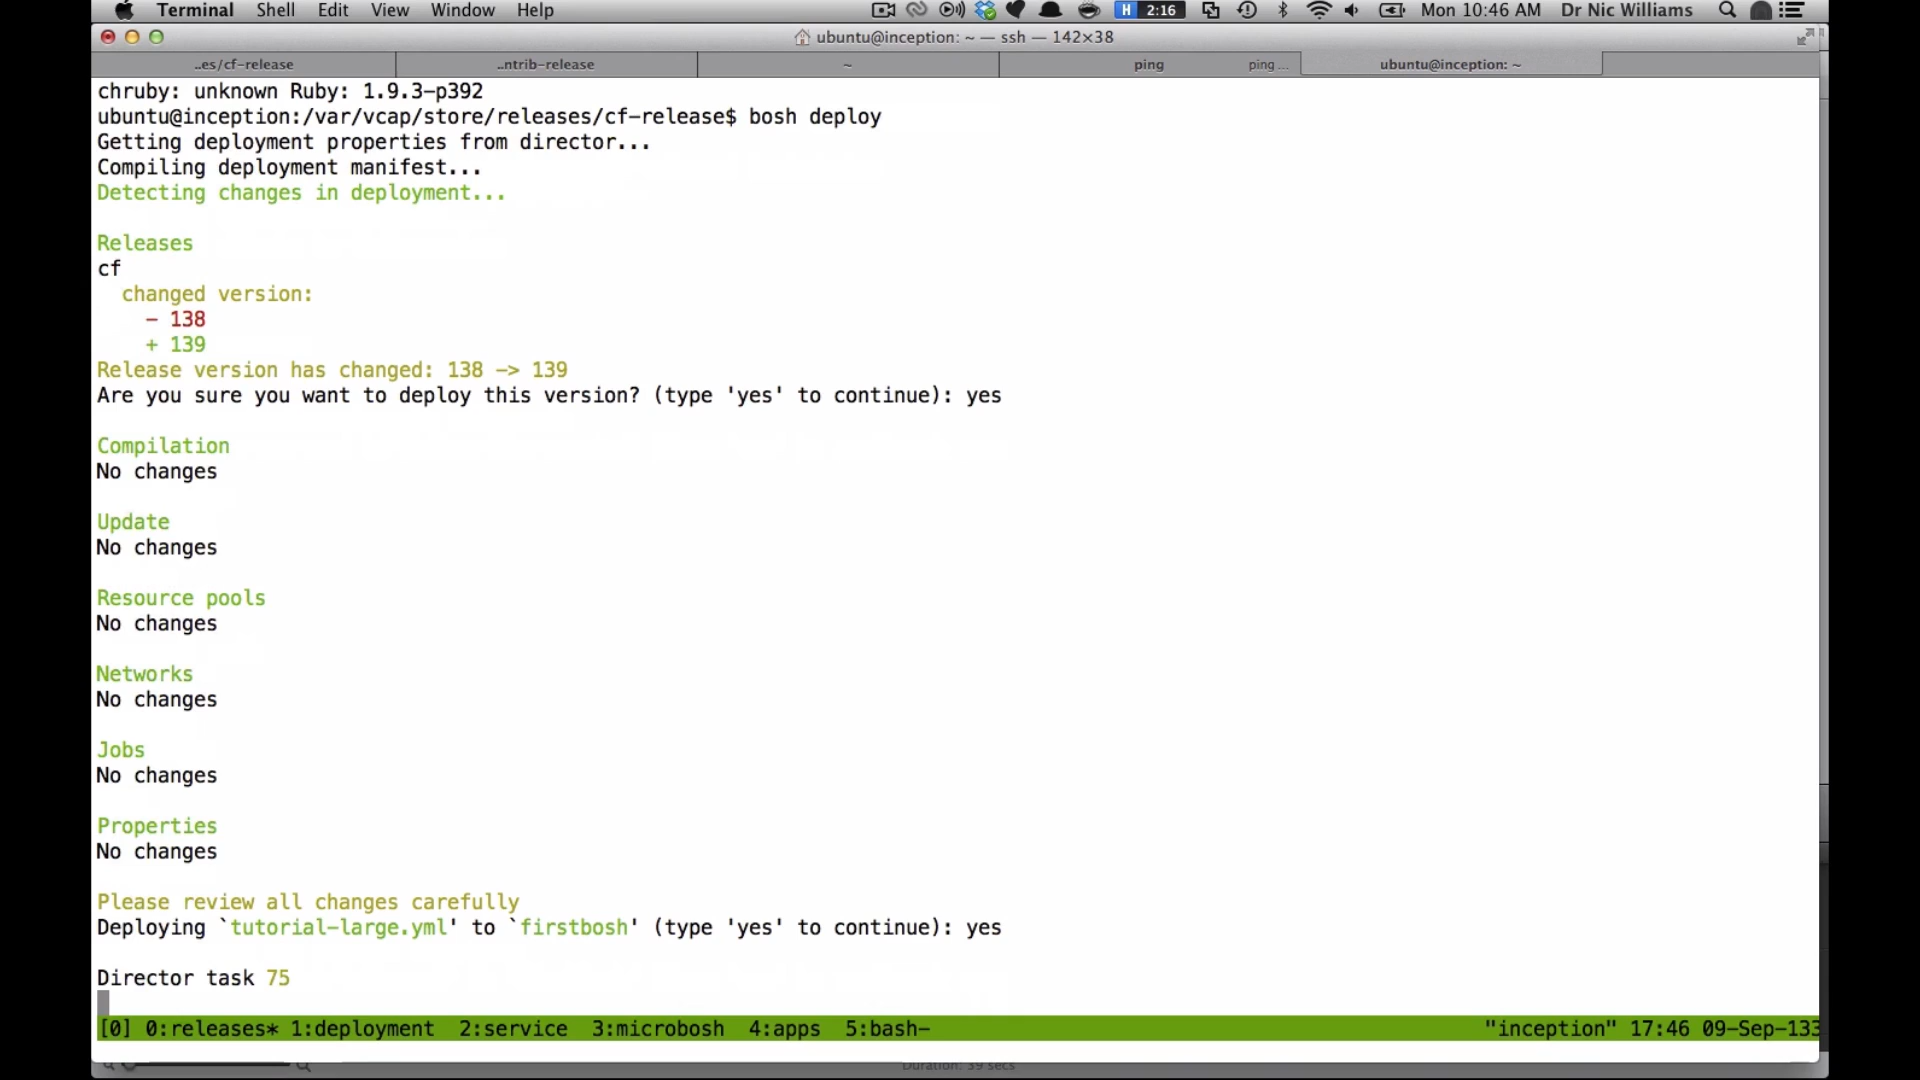 Terminal Shell Edit View Window Help H 2:16 Mon 10:46 AM Dr Nic Williams
ubuntu@inception: ~ — ssh — 142×38
..es/cf-release ..ntrib-release ~ ping ping ... ubuntu@inception: ~
chruby: unknown Ruby: 1.9.3-p392
ubuntu@inception:/var/vcap/store/releases/cf-release$ bosh deploy
Getting deployment properties from director...
Compiling deployment manifest...
Detecting changes in deployment...
Releases
cf
changed version:
- 138
+ 139
Release version has changed: 138 -> 139
Are you sure you want to deploy this version? (type 'yes' to continue): yes
Compilation
No changes
Update
No changes
Resource pools
No changes
Networks
No changes
Jobs
No changes
Properties
No changes
Please review all changes carefully
Deploying `tutorial-large.yml' to `firstbosh' (type 'yes' to continue): yes
Director task 75
[0] 0:releases* 1:deployment 2:service 3:microbosh 4:apps 5:bash- "inception" 17:46 09-Sep-133
Duration: 39 secs